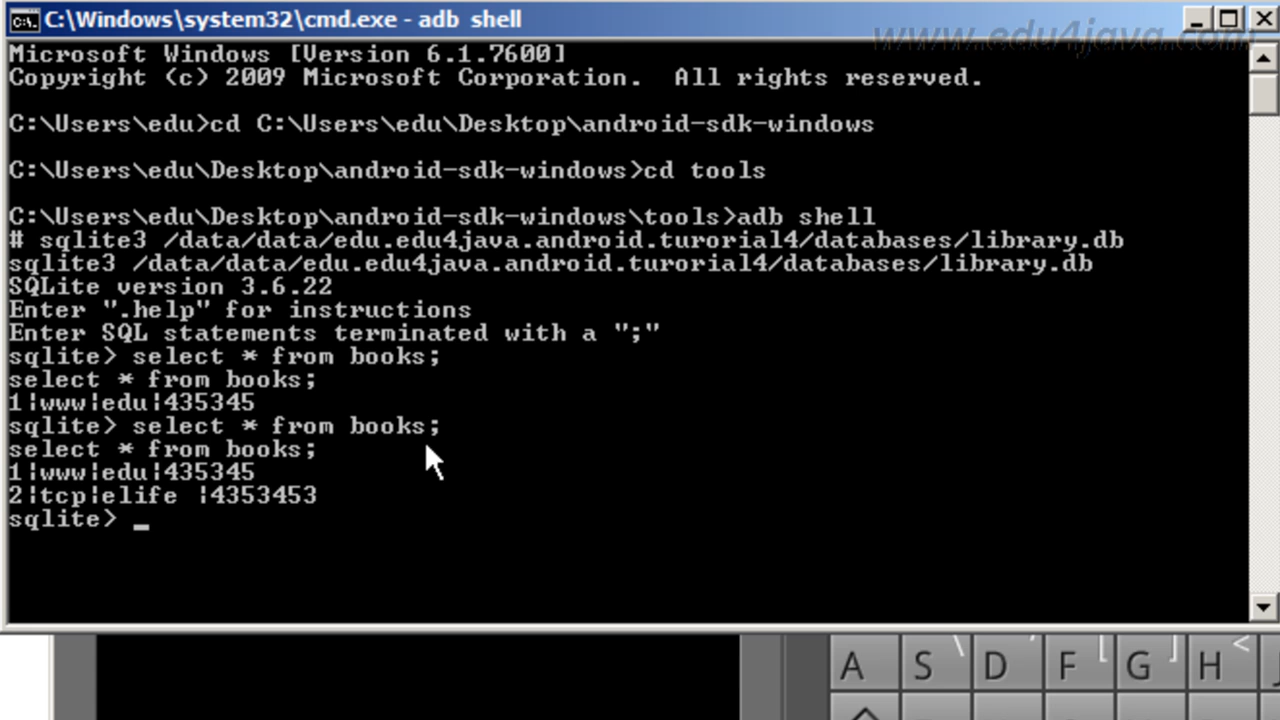 C:\Windows\system32\cmd.exe - adb shell
www.edu4java.com
Microsoft Windows [Version 6.1.7600]
Copyright (c) 2009 Microsoft Corporation.  All rights reserved.
C:\Users\edu>cd C:\Users\edu\Desktop\android-sdk-windows
C:\Users\edu\Desktop\android-sdk-windows>cd tools
C:\Users\edu\Desktop\android-sdk-windows\tools>adb shell
# sqlite3 /data/data/edu.edu4java.android.turorial4/databases/library.db
sqlite3 /data/data/edu.edu4java.android.turorial4/databases/library.db
SQLite version 3.6.22
Enter ".help" for instructions
Enter SQL statements terminated with a ";"
sqlite> select * from books;
select * from books;
1|www|edu|435345
sqlite> select * from books;
select * from books;
1|www|edu|435345
2|tcp|elife |4353453
sqlite> _
A S \ D ' F [ G ] H <